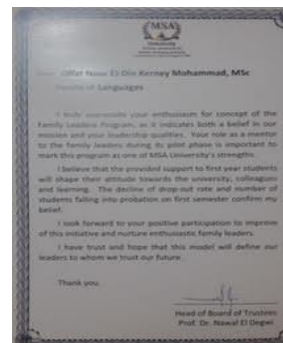 MSA
University
Offat Nour El-Din Kerney Mohammad, MSc
Faculty of Languages
I truly appreciate your enthusiasm for concept of the
Family Leaders Program, as it indicates both a belief in our
mission and your leadership qualities. Your role as a mentor
to the family leaders during its pilot phase is important to
mark this program as one of MSA University's strengths.
I believe that the provided support to first year students
will shape their attitude towards the university, colleagues
and learning. The decline of drop-out rate and number of
students falling into probation on first semester confirm my
belief.
I look forward to your positive participation to improve
of this initiative and nurture enthusiastic family leaders.
I have trust and hope that this model will define our
leaders to whom we trust our future.
Thank you.
Head of Board of Trustees
Prof. Dr. Nawal El Degwi